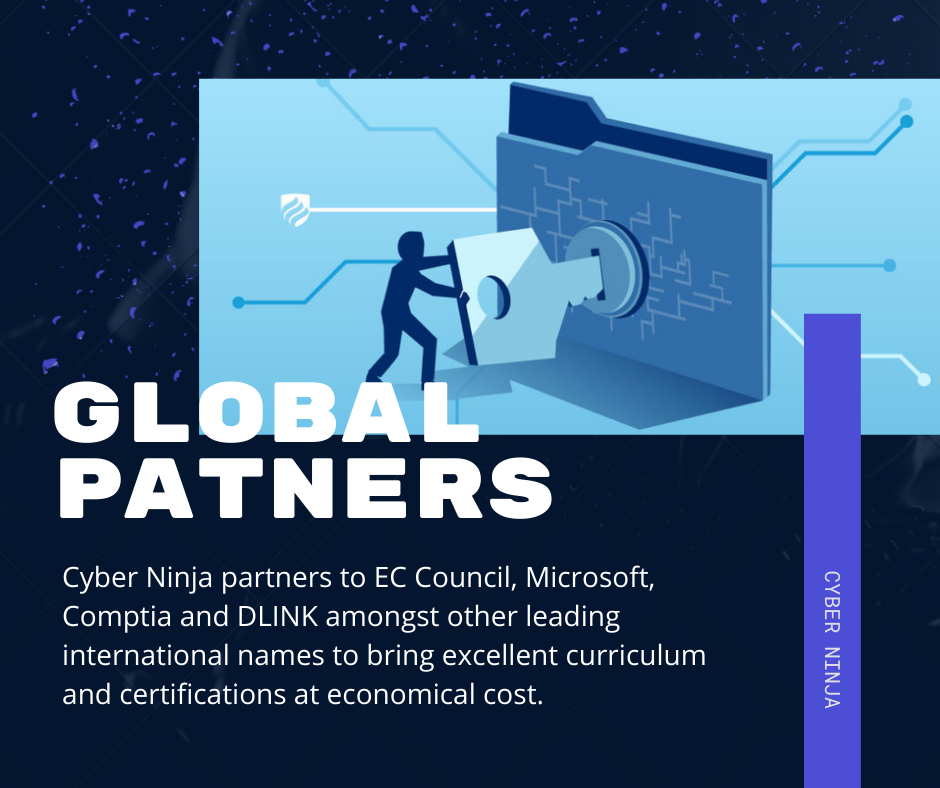 GLOBAL
PATNERS
Cyber Ninja partners to EC Council, Microsoft,
Comptia and DLINK amongst other leading
international names to bring excellent curriculum
and certifications at economical cost.
CYBER NINJA